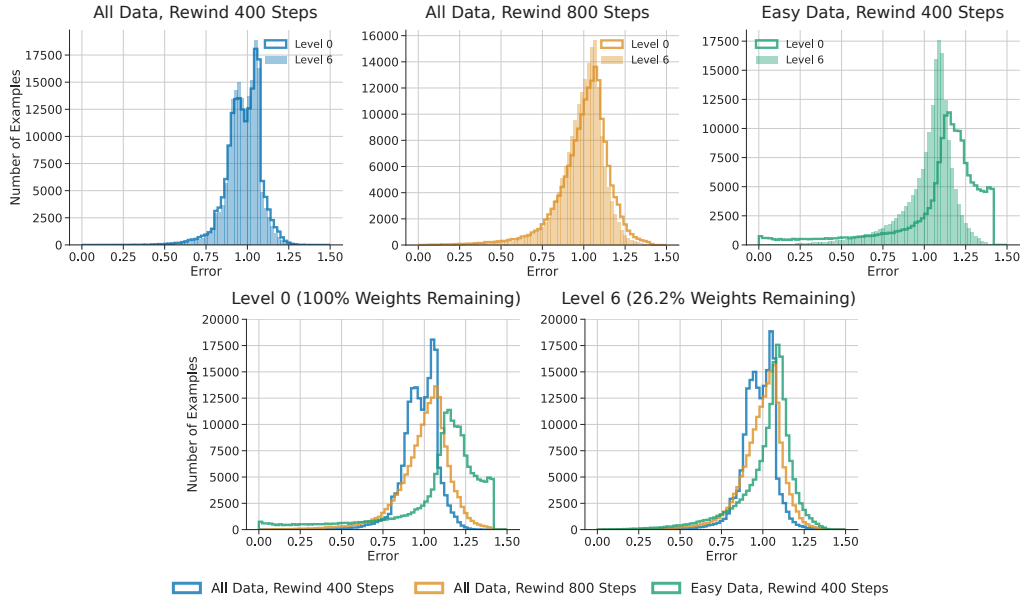 All Data, Rewind 400 Steps
All Data, Rewind 800 Steps
Easy Data, Rewind 400 Steps
Number of Examples
17500
15000
12500
10000
7500
5000
2500
0
Level 0
Level 6
0.00 0.25 0.50 0.75 1.00 1.25 1.50
Error
16000
14000
12000
10000
8000
6000
4000
2000
0
Level 0
Level 6
0.00 0.25 0.50 0.75 1.00 1.25 1.50
Error
17500
15000
12500
10000
7500
5000
2500
0
Level 0
Level 6
0.00 0.25 0.50 0.75 1.00 1.25 1.50
Error
Level 0 (100% Weights Remaining)
Level 6 (26.2% Weights Remaining)
Number of Examples
20000
17500
15000
12500
10000
7500
5000
2500
0
0.00 0.25 0.50 0.75 1.00 1.25 1.50
Error
20000
17500
15000
12500
10000
7500
5000
2500
0
0.00 0.25 0.50 0.75 1.00 1.25 1.50
Error
All Data, Rewind 400 Steps
All Data, Rewind 800 Steps
Easy Data, Rewind 400 Steps